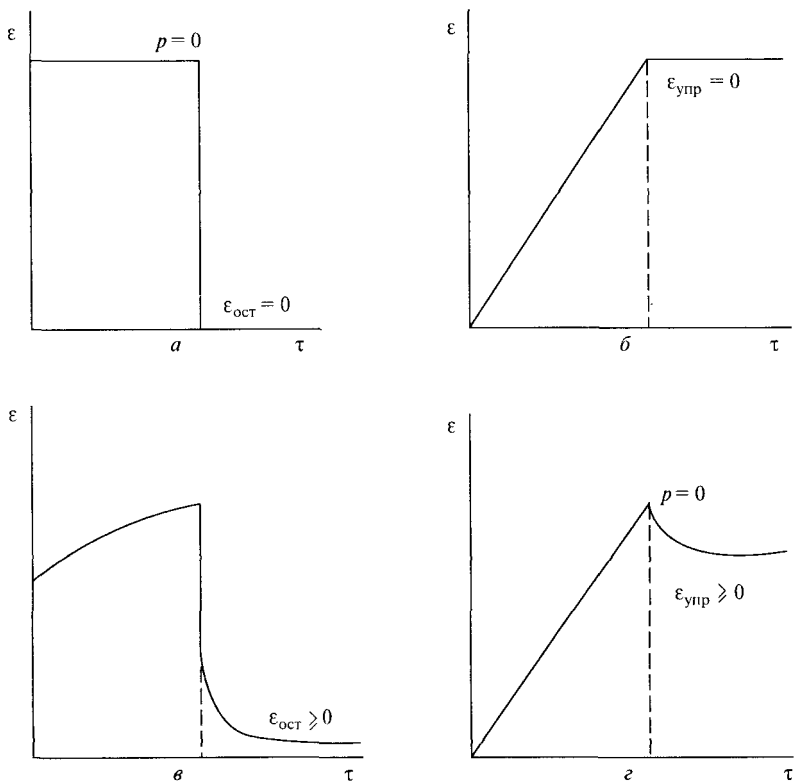 ε
p = 0
ε_ост = 0
а
τ
ε
ε_упр = 0
б
τ
ε
ε_ост ⩾ 0
в
τ
ε
p = 0
ε_упр ⩾ 0
г
τ